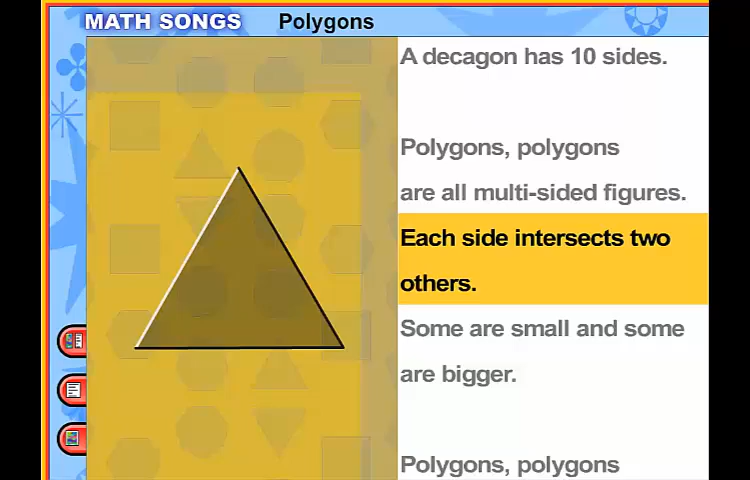 MATH SONGS Polygons
A decagon has 10 sides.
Polygons, polygons
are all multi-sided figures.
Each side intersects two
others.
Some are small and some
are bigger.
Polygons, polygons